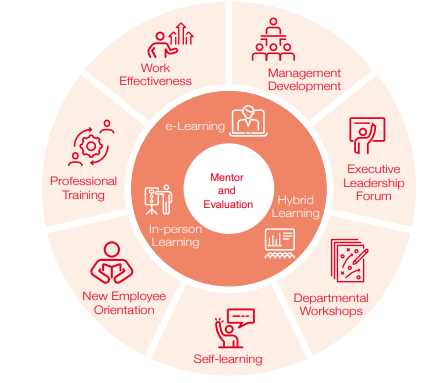 Work
Effectiveness
Management
Development
Executive
Leadership
Forum
Departmental
Workshops
Self-learning
New Employee
Orientation
Professional
Training
e-Learning
Hybrid
Learning
In-person
Learning
Mentor
and
Evaluation